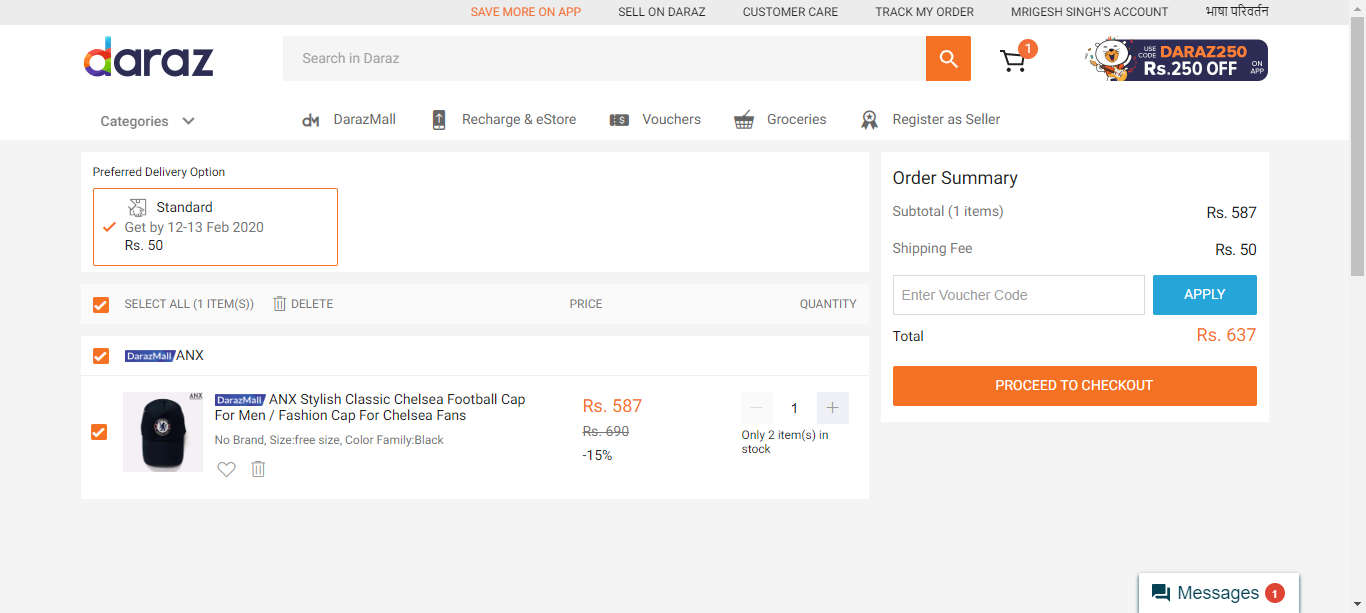 SAVE MORE ON APP SELL ON DARAZ CUSTOMER CARE TRACK MY ORDER MRIGESH SINGH'S ACCOUNT भाषा परिवर्तन
daraz
Search in Daraz
1
USE CODE DARAZ250
Rs.250 OFF ON APP
Categories DarazMall Recharge & eStore Vouchers Groceries Register as Seller
Preferred Delivery Option
Standard
Get by 12-13 Feb 2020
Rs. 50
SELECT ALL (1 ITEM(S)) DELETE PRICE QUANTITY
DarazMall ANX
ANX
DarazMall ANX Stylish Classic Chelsea Football Cap
For Men / Fashion Cap For Chelsea Fans
No Brand, Size:free size, Color Family:Black
Rs. 587
Rs. 690
-15%
1
Only 2 item(s) in
stock
Order Summary
Subtotal (1 items) Rs. 587
Shipping Fee Rs. 50
Enter Voucher Code APPLY
Total Rs. 637
PROCEED TO CHECKOUT
Messages 1